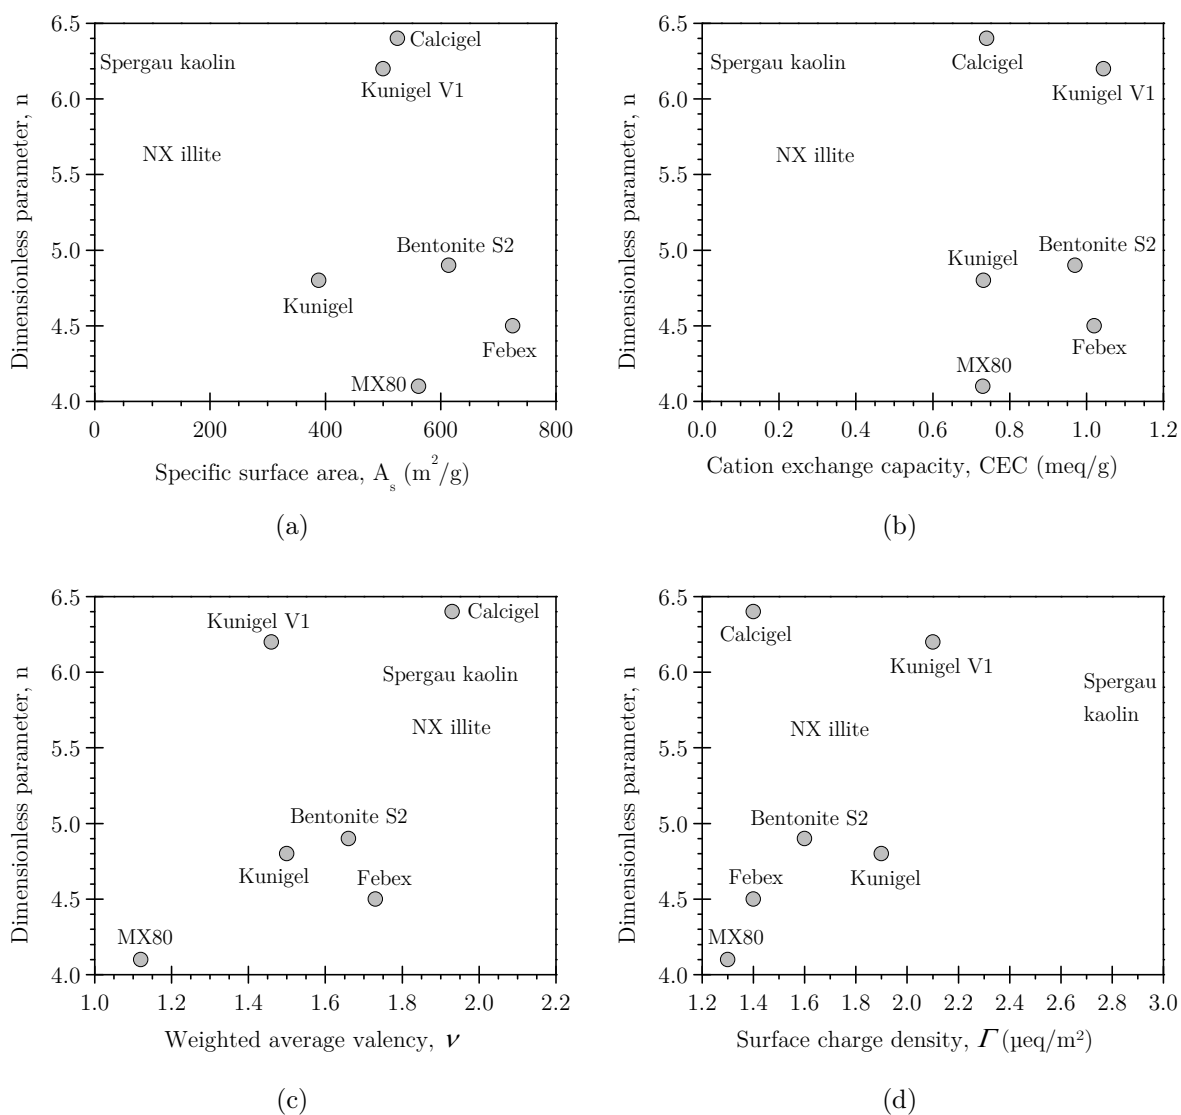 6.5
6.0
5.5
5.0
4.5
4.0
Dimensionless parameter, n
Calcigel
Spergau kaolin
Kunigel V1
NX illite
Bentonite S2
Kunigel
Febex
MX80
0 200 400 600 800
Specific surface area, A_s (m²/g)
(a)
6.5
6.0
5.5
5.0
4.5
4.0
Dimensionless parameter, n
Spergau kaolin
Calcigel
Kunigel V1
NX illite
Bentonite S2
Kunigel
Febex
MX80
0.0 0.2 0.4 0.6 0.8 1.0 1.2
Cation exchange capacity, CEC (meq/g)
(b)
6.5
6.0
5.5
5.0
4.5
4.0
Dimensionless parameter, n
Calcigel
Kunigel V1
Spergau kaolin
NX illite
Bentonite S2
Kunigel
Febex
MX80
1.0 1.2 1.4 1.6 1.8 2.0 2.2
Weighted average valency, ν
(c)
6.5
6.0
5.5
5.0
4.5
4.0
Dimensionless parameter, n
Calcigel
Kunigel V1
Spergau
kaolin
NX illite
Bentonite S2
Febex
Kunigel
MX80
1.2 1.4 1.6 1.8 2.0 2.2 2.4 2.6 2.8 3.0
Surface charge density, Γ (µeq/m²)
(d)